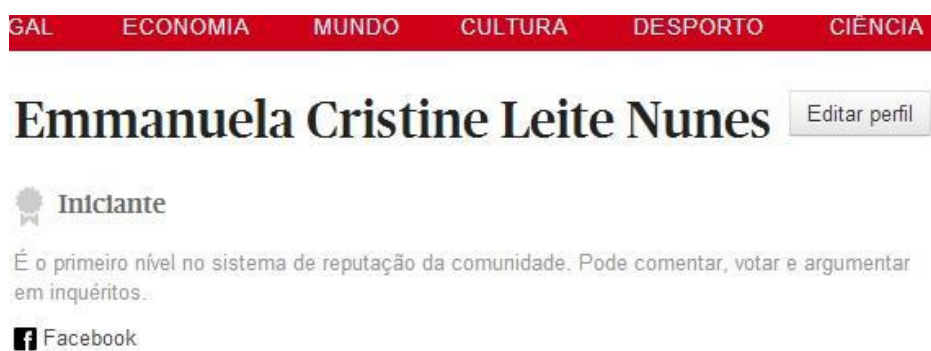 GAL ECONOMIA MUNDO CULTURA DESPORTO CIÊNCIA
Emmanuela Cristine Leite Nunes Editar perfil
Iniciante
É o primeiro nível no sistema de reputação da comunidade. Pode comentar, votar e argumentar
em inquéritos.
Facebook